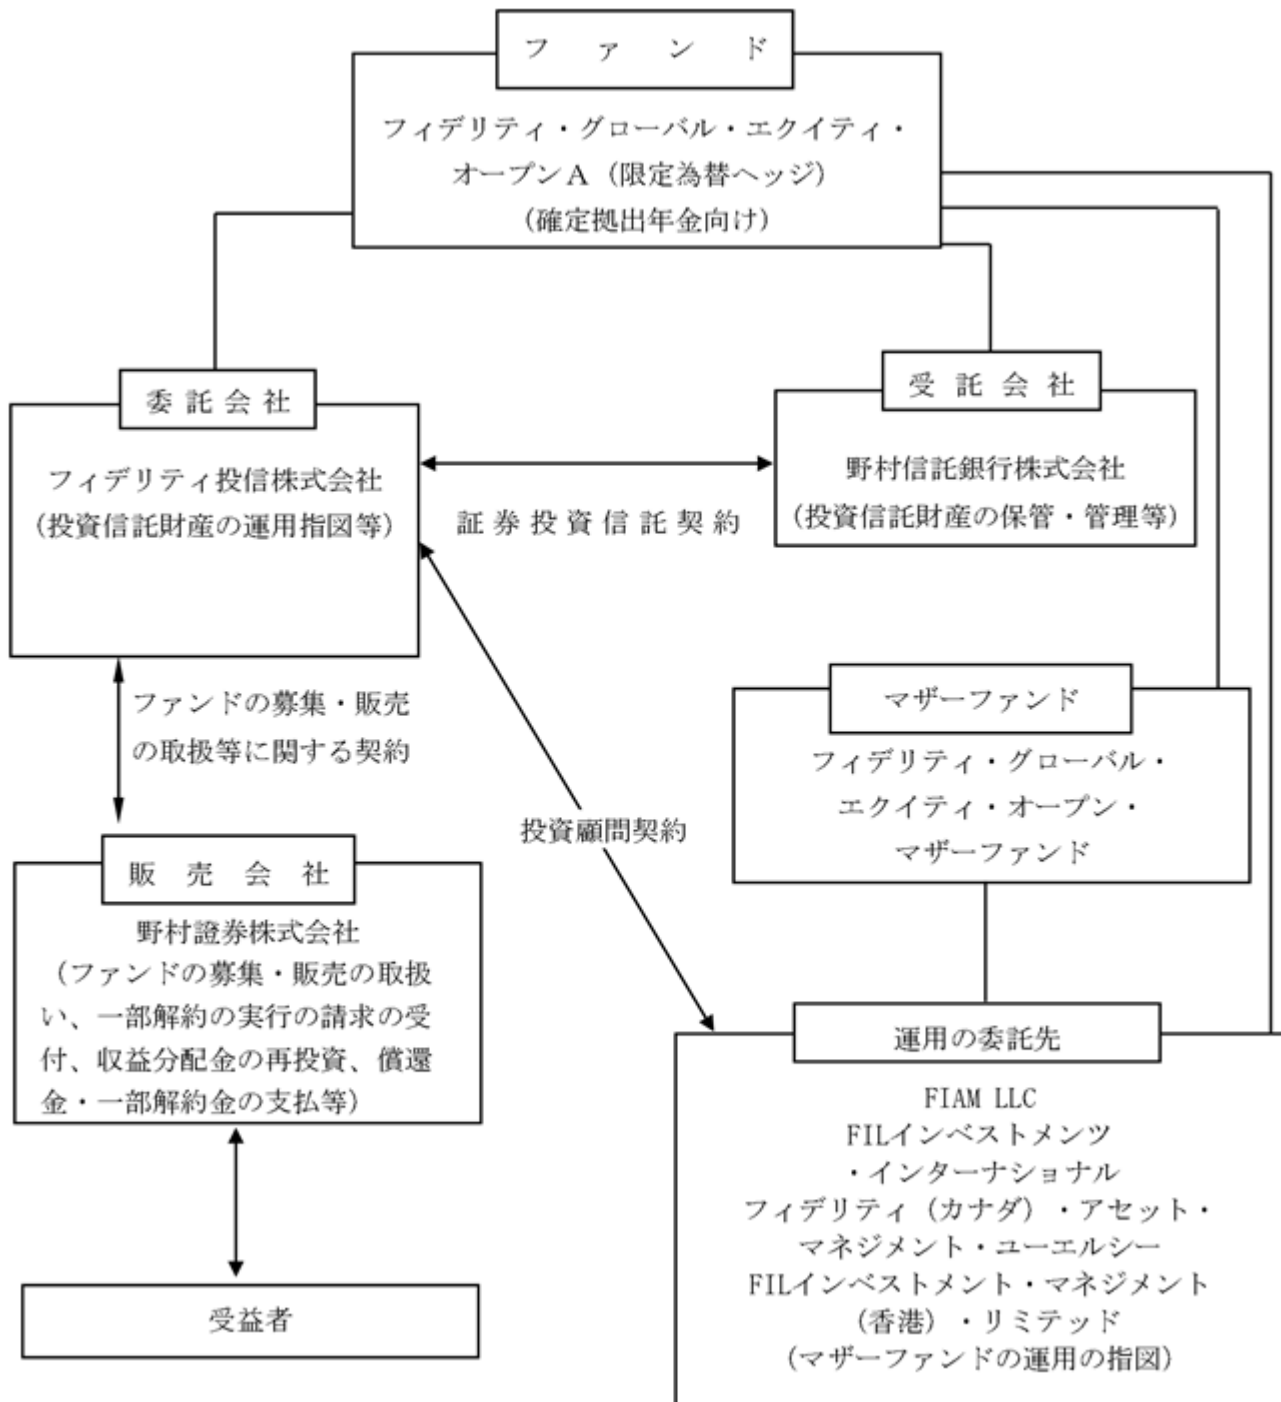 ファンド
フィデリティ・グローバル・エクイティ・
オープンＡ（限定為替ヘッジ）
（確定拠出年金向け）
委託会社
フィデリティ投信株式会社
（投資信託財産の運用指図等）
受託会社
野村信託銀行株式会社
（投資信託財産の保管・管理等）
証券投資信託契約
ファンドの募集・販売
の取扱等に関する契約
投資顧問契約
マザーファンド
フィデリティ・グローバル・
エクイティ・オープン・
マザーファンド
販売会社
野村證券株式会社
（ファンドの募集・販売の取扱
い、一部解約の実行の請求の受
付、収益分配金の再投資、償還
金・一部解約金の支払等）
運用の委託先
FIAM LLC
FILインベストメンツ
・インターナショナル
フィデリティ（カナダ）・アセット・
マネジメント・ユーエルシー
FILインベストメント・マネジメント
（香港）・リミテッド
（マザーファンドの運用の指図）
受益者